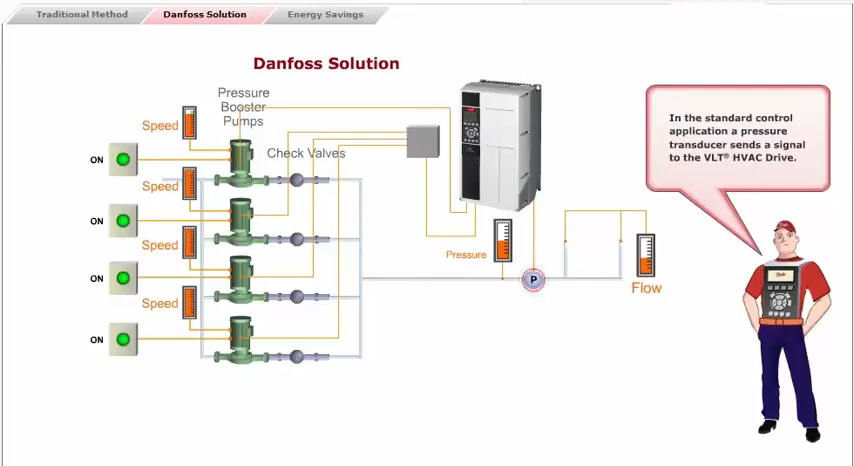 Traditional Method
Danfoss Solution
Energy Savings
Danfoss Solution
Pressure
Booster
Pumps
Speed
ON
Check Valves
Speed
ON
Speed
ON
Speed
ON
Pressure
P
Flow
In the standard control
application a pressure
transducer sends a signal
to the VLT® HVAC Drive.